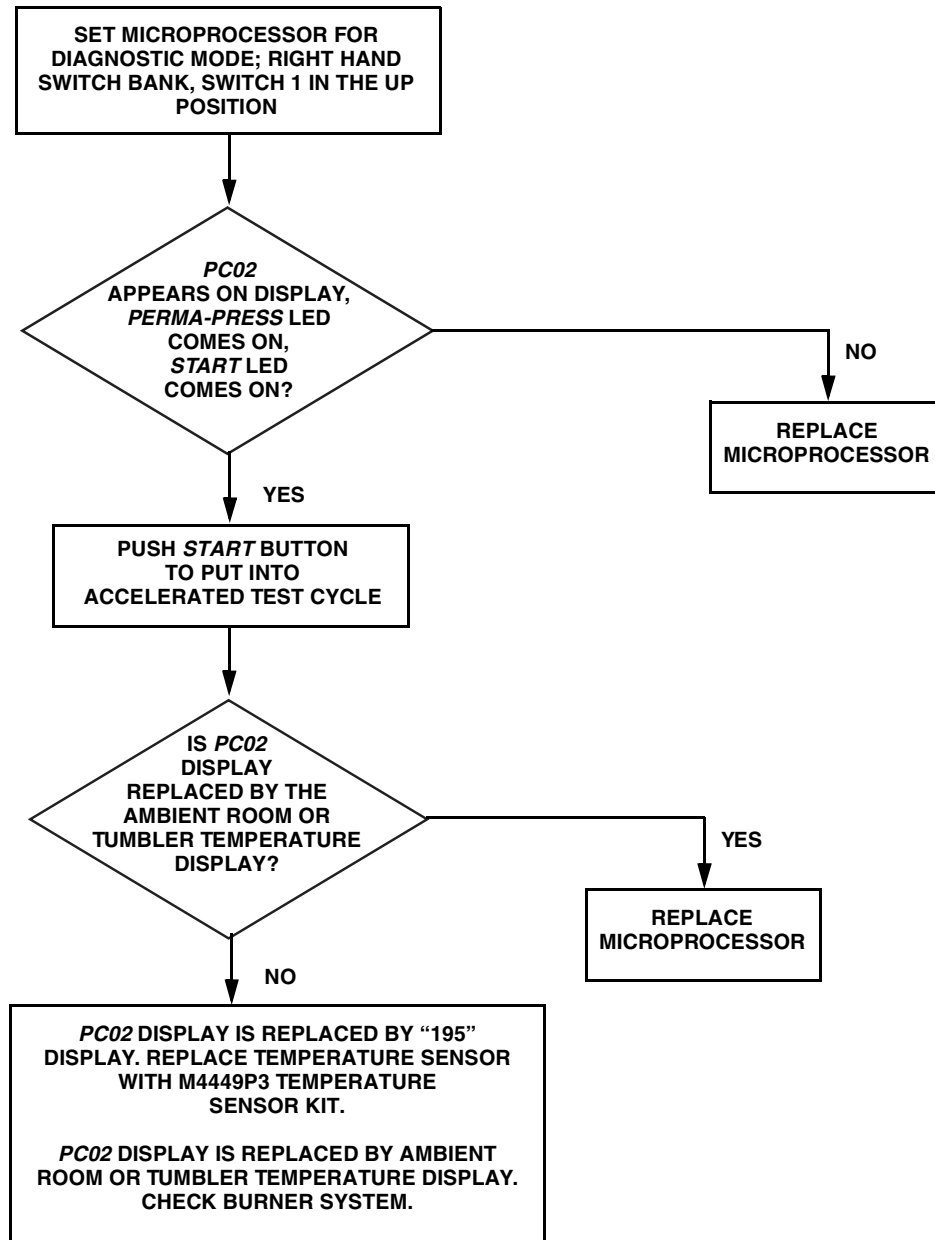 SET MICROPROCESSOR FOR
DIAGNOSTIC MODE; RIGHT HAND
SWITCH BANK, SWITCH 1 IN THE UP
POSITION
PC02
APPEARS ON DISPLAY,
PERMA-PRESS LED
COMES ON,
START LED
COMES ON?
NO
REPLACE
MICROPROCESSOR
YES
PUSH START BUTTON
TO PUT INTO
ACCELERATED TEST CYCLE
IS PC02
DISPLAY
REPLACED BY THE
AMBIENT ROOM OR
TUMBLER TEMPERATURE
DISPLAY?
YES
REPLACE
MICROPROCESSOR
NO
PC02 DISPLAY IS REPLACED BY “195”
DISPLAY. REPLACE TEMPERATURE SENSOR
WITH M4449P3 TEMPERATURE
SENSOR KIT.
PC02 DISPLAY IS REPLACED BY AMBIENT
ROOM OR TUMBLER TEMPERATURE DISPLAY.
CHECK BURNER SYSTEM.